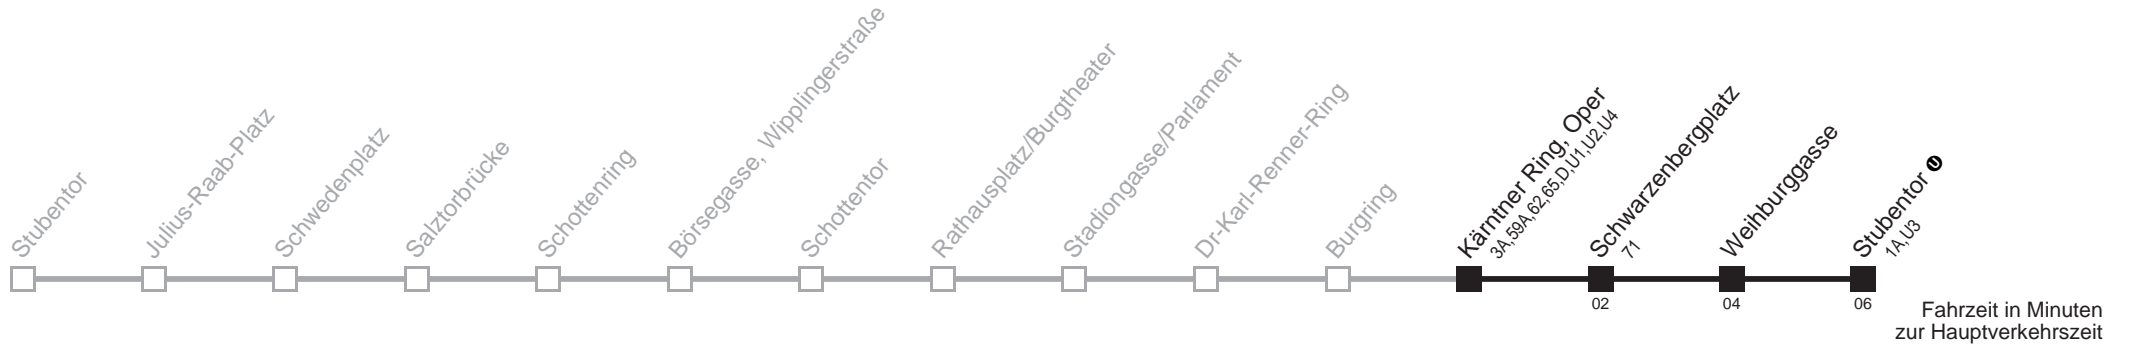 Stubentor
Julius-Raab-Platz
Schwedenplatz
Salztorbrücke
Schottenring
Börsegasse, Wipplingerstraße
Schottentor
Rathausplatz/Burgtheater
Stadiongasse/Parlament
Dr-Karl-Renner-Ring
Burgring
Kärntner Ring, Oper
3A,59A,62,65,D,U1,U2,U4
Schwarzenbergplatz
71
Weihburggasse
Stubentor U
1A,U3
02
04
06
Fahrzeit in Minuten
zur Hauptverkehrszeit